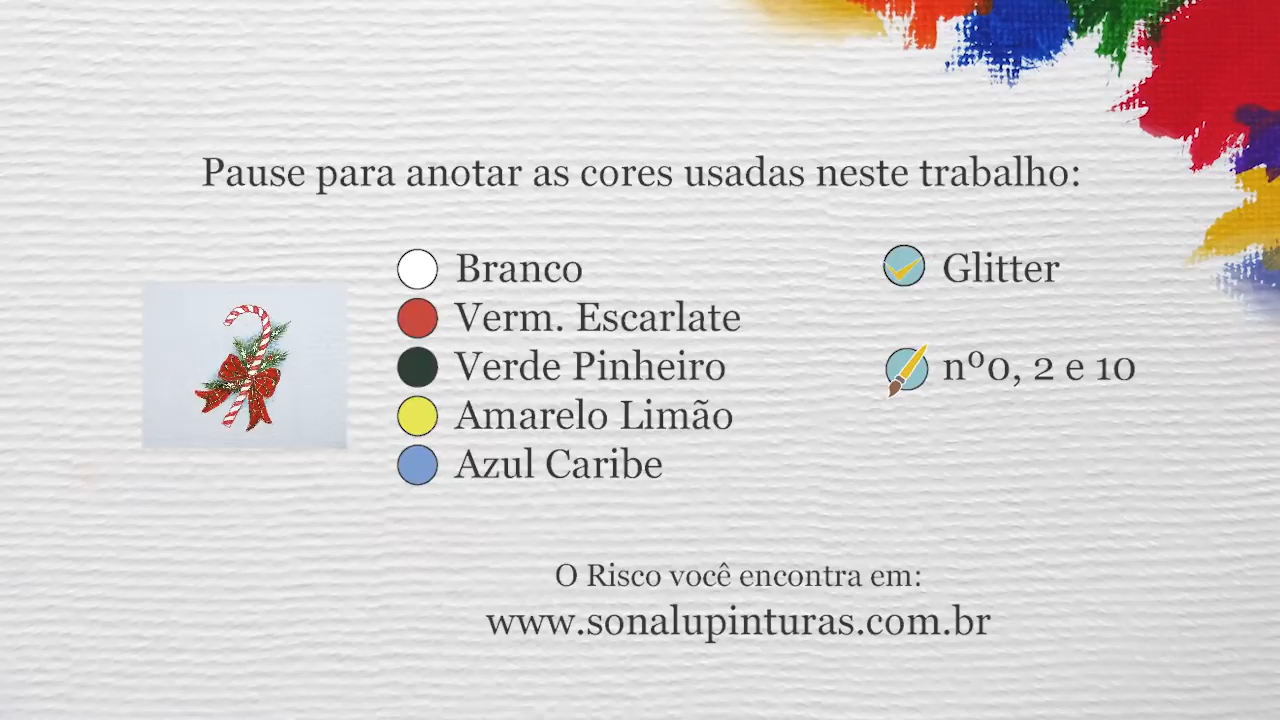 Pause para anotar as cores usadas neste trabalho:
Branco
Verm. Escarlate
Verde Pinheiro
Amarelo Limão
Azul Caribe
Glitter
nº0, 2 e 10
O Risco você encontra em:
www.sonalupinturas.com.br